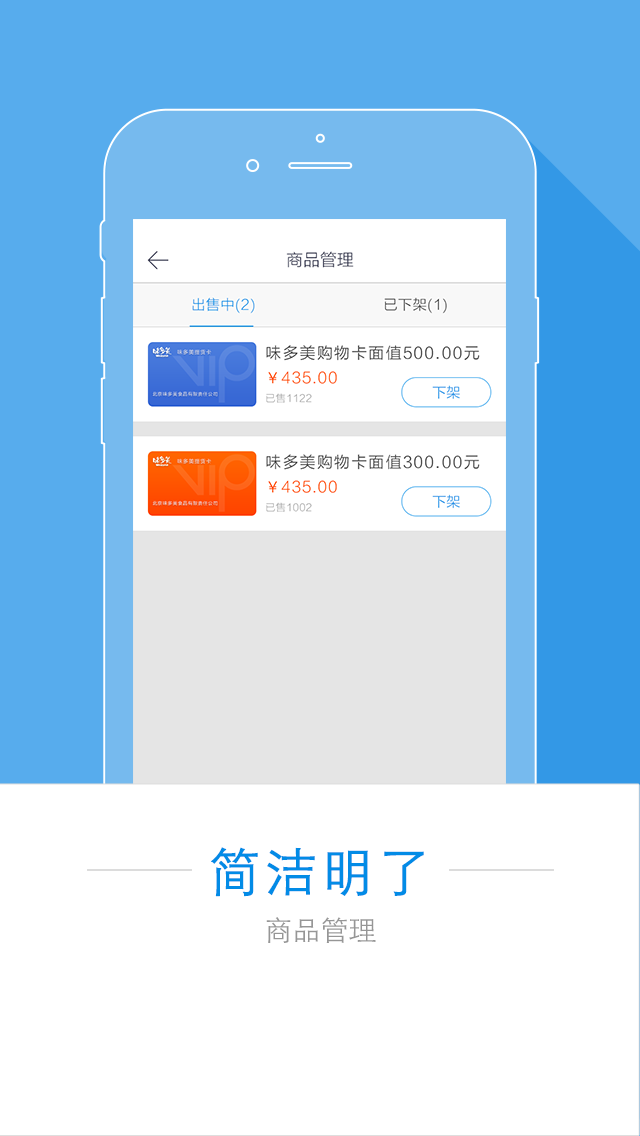 商品管理
出售中(2)
已下架(1)
味多美
味多美提货卡
vip
北京味多美食品有限责任公司
味多美购物卡面值500.00元
￥435.00
已售1122
下架
味多美
味多美提货卡
vip
北京味多美食品有限责任公司
味多美购物卡面值300.00元
￥435.00
已售1002
下架
简洁明了
商品管理